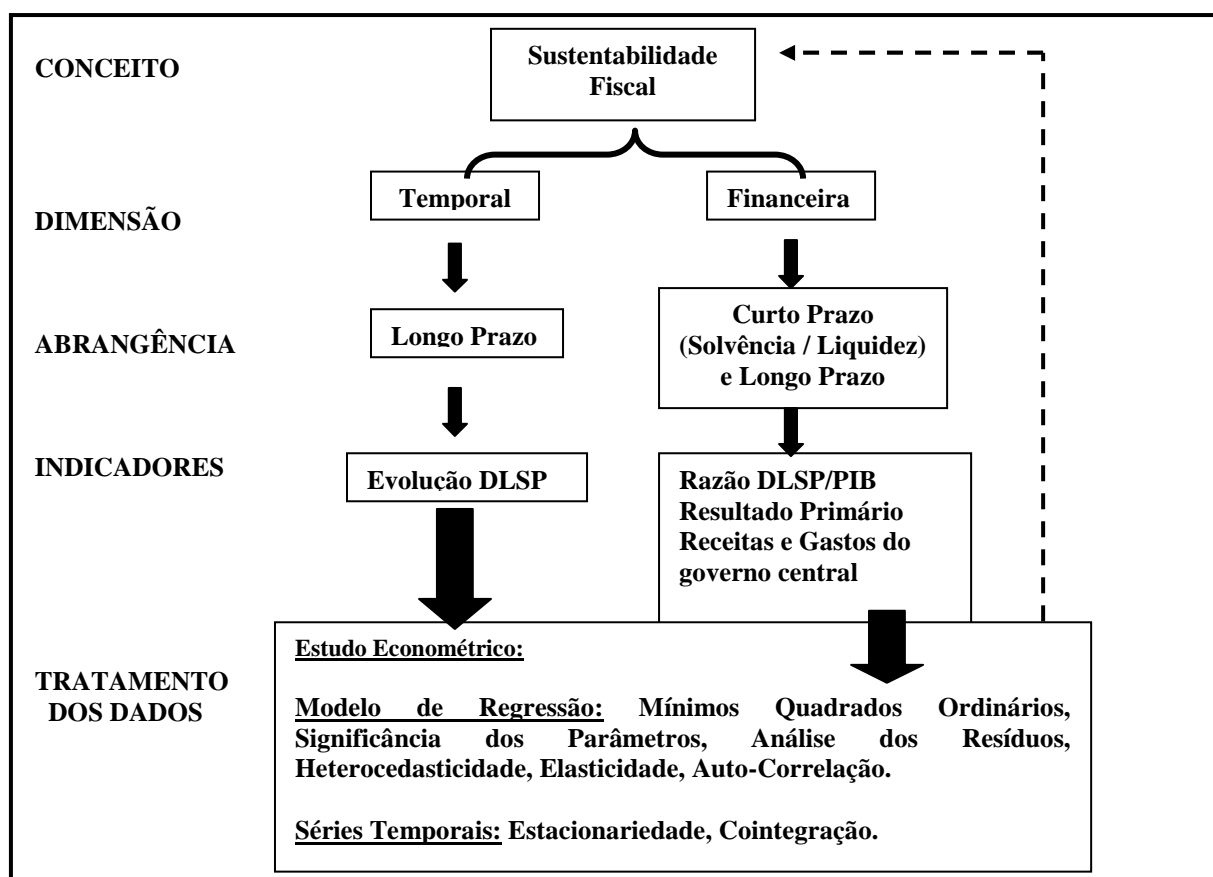 CONCEITO
Sustentabilidade
Fiscal
DIMENSÃO
Temporal
Financeira
ABRANGÊNCIA
Longo Prazo
Curto Prazo
(Solvência / Liquidez)
e Longo Prazo
INDICADORES
Evolução DLSP
Razão DLSP/PIB
Resultado Primário
Receitas e Gastos do
governo central
TRATAMENTO
DOS DADOS
Estudo Econométrico:
Modelo de Regressão: Mínimos Quadrados Ordinários,
Significância dos Parâmetros, Análise dos Resíduos,
Heterocedasticidade, Elasticidade, Auto-Correlação.
Séries Temporais: Estacionariedade, Cointegração.